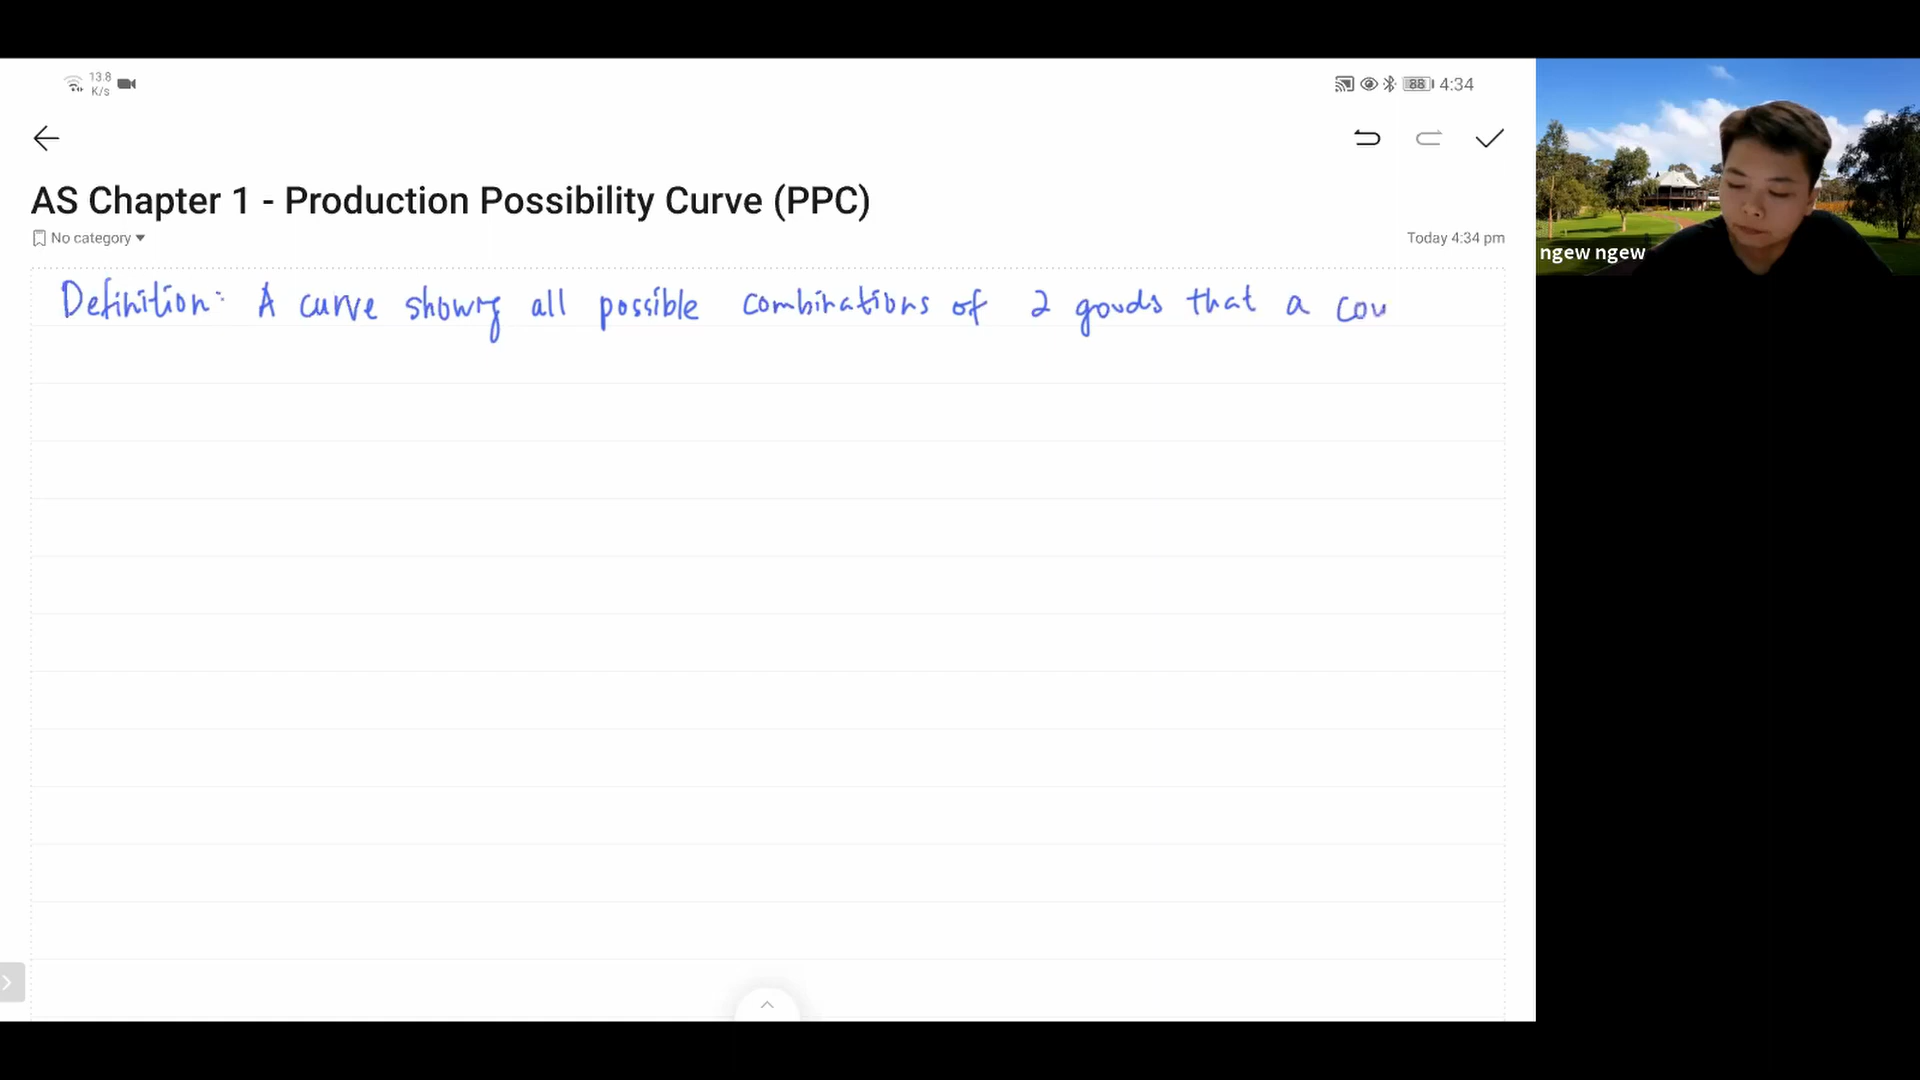 13.8
K/s
88 4:34
AS Chapter 1 - Production Possibility Curve (PPC)
No category
Today 4:34 pm
Definition: A curve showing all possible combinations of 2 goods that a cou
ngew ngew